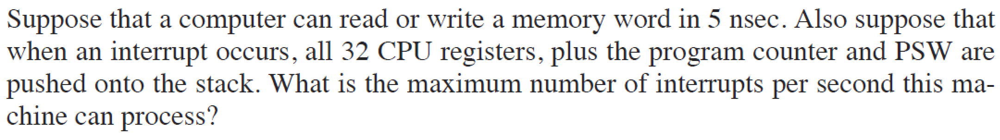 Suppose that a computer can read or write a memory word in 5 nsec. Also suppose that
when an interrupt occurs, all 32 CPU registers, plus the program counter and PSW are
pushed onto the stack. What is the maximum number of interrupts per second this ma-
chine can process?